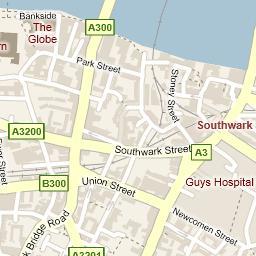 Bankside
The
Globe
A300
Park Street
Stoney Street
A3200
Southwark
Southwark Street
A3
B300
Union Street
Guys Hospital
Newcomen Street
Bridge Road
A2201